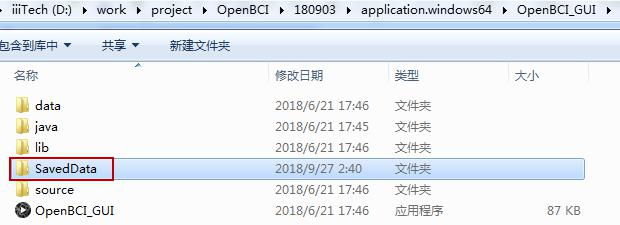 iiiTech (D:) ▸ work ▸ project ▸ OpenBCI ▸ 180903 ▸ application.windows64 ▸ OpenBCI_GUI ▸
包含到库中 共享 新建文件夹
名称 修改日期 类型 大小
data 2018/6/21 17:46 文件夹
java 2018/6/21 17:45 文件夹
lib 2018/6/21 17:46 文件夹
SavedData 2018/9/27 2:40 文件夹
source 2018/6/21 17:46 文件夹
OpenBCI_GUI 2018/6/21 17:46 应用程序 87 KB